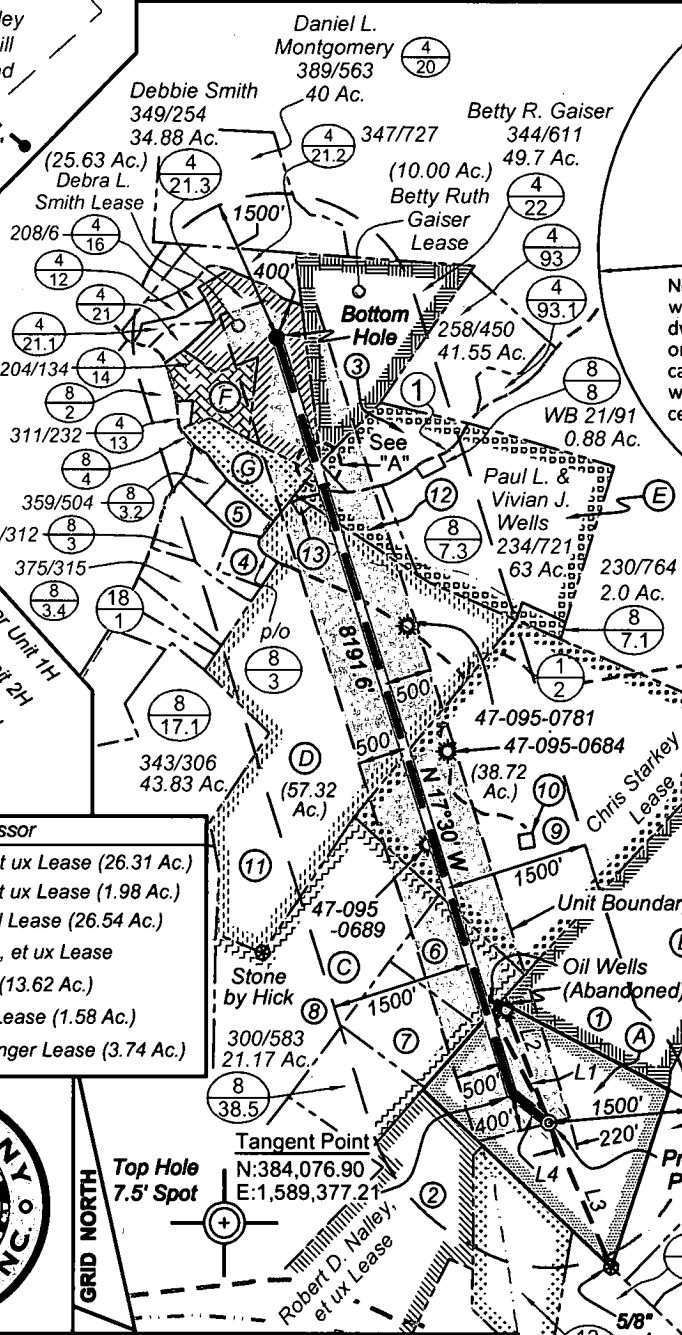 ley
ill
Daniel L.
Montgomery
389/563
40 Ac.
4
20
Debbie Smith
349/254
34.88 Ac.
4
21.2
347/727
Betty R. Gaiser
344/611
49.7 Ac.
(25.63 Ac.)
Debra L.
Smith Lease
4
21.3
(10.00 Ac.)
Betty Ruth
Gaiser
Lease
4
22
4
93
4
93.1
208/6
4
16
4
12
4
21
4
21.1
204/134
4
14
8
2
311/232
4
13
8
4
359/504
8
3.2
/312
8
3
375/315
8
3.4
18
1
1500'
400'
Bottom
Hole
3
258/450
41.55 Ac.
1
8
8
WB 21/91
0.88 Ac.
F
G
See
"A"
5
4
13
12
8
7.3
Paul L. &
Vivian J.
Wells
234/721
63 Ac.
E
230/764
2.0 Ac.
8
7.1
1
2
p/o
8
3
8191.6'
500'
500'
47-095-0781
47-095-0684
(38.72
Ac.)
N 17°30' W
or Unit 1H
it 2H
8
17.1
343/306
43.83 Ac.
D
(57.32
Ac.)
10
9
Chris Starkey
Lease
1500'
Unit Boundar
11
47-095
-0689
Stone
by Hick
C
6
8
1500'
7
Oil Wells
(Abandoned)
1
A
ssor
t ux Lease (26.31 Ac.)
t ux Lease (1.98 Ac.)
l Lease (26.54 Ac.)
, et ux Lease
(13.62 Ac.)
Lease (1.58 Ac.)
nger Lease (3.74 Ac.)
300/583
21.17 Ac.
8
38.5
500'
400'
L2
L1
1500'
220'
L4
L3
Pr
P
Tangent Point
N:384,076.90
E:1,589,377.21
Top Hole
7.5' Spot
2
Robert D. Nalley,
et ux Lease
GRID NORTH
NY
INC.
5/8"